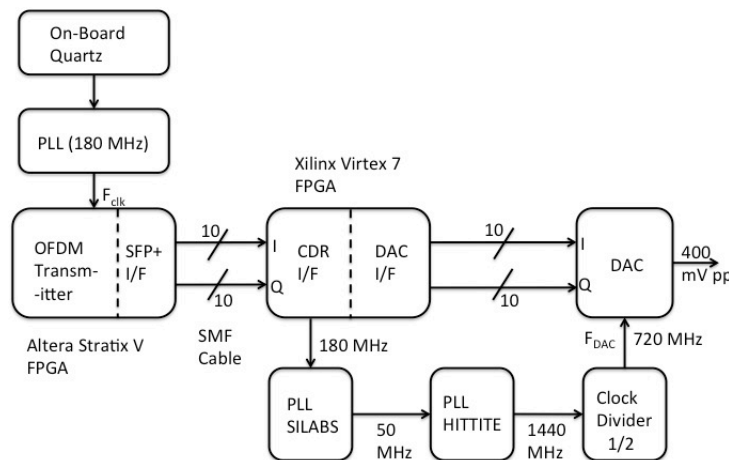 On-Board
Quartz
PLL (180 MHz)
Xilinx Virtex 7
FPGA
Fclk
OFDM
Transm-
-itter
SFP+
I/F
10
10
I
Q
CDR
I/F
DAC
I/F
10
10
I
Q
DAC
400
mV pp
Altera Stratix V
FPGA
SMF
Cable
180 MHz
FDAC
720 MHz
PLL
SILABS
50
MHz
PLL
HITTITE
1440
MHz
Clock
Divider
1/2